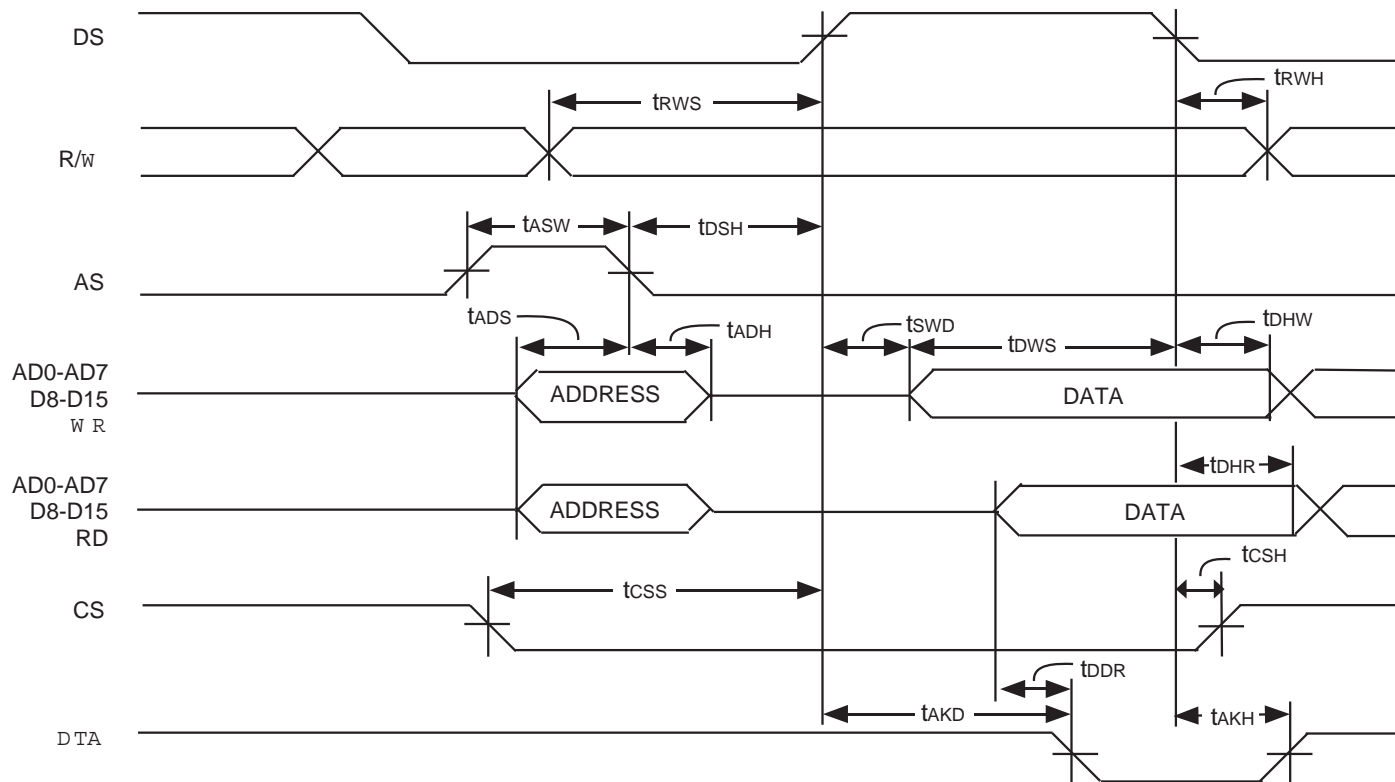 DS
tRWH
tRWS
R/W
tASW
tDSH
AS
tADS
tADH
tSWD
tDWS
tDHW
AD0-AD7
D8-D15
W R
ADDRESS
DATA
tDHR
AD0-AD7
D8-D15
RD
ADDRESS
DATA
tCSH
tCSS
CS
tDDR
tAKD
tAKH
DTA